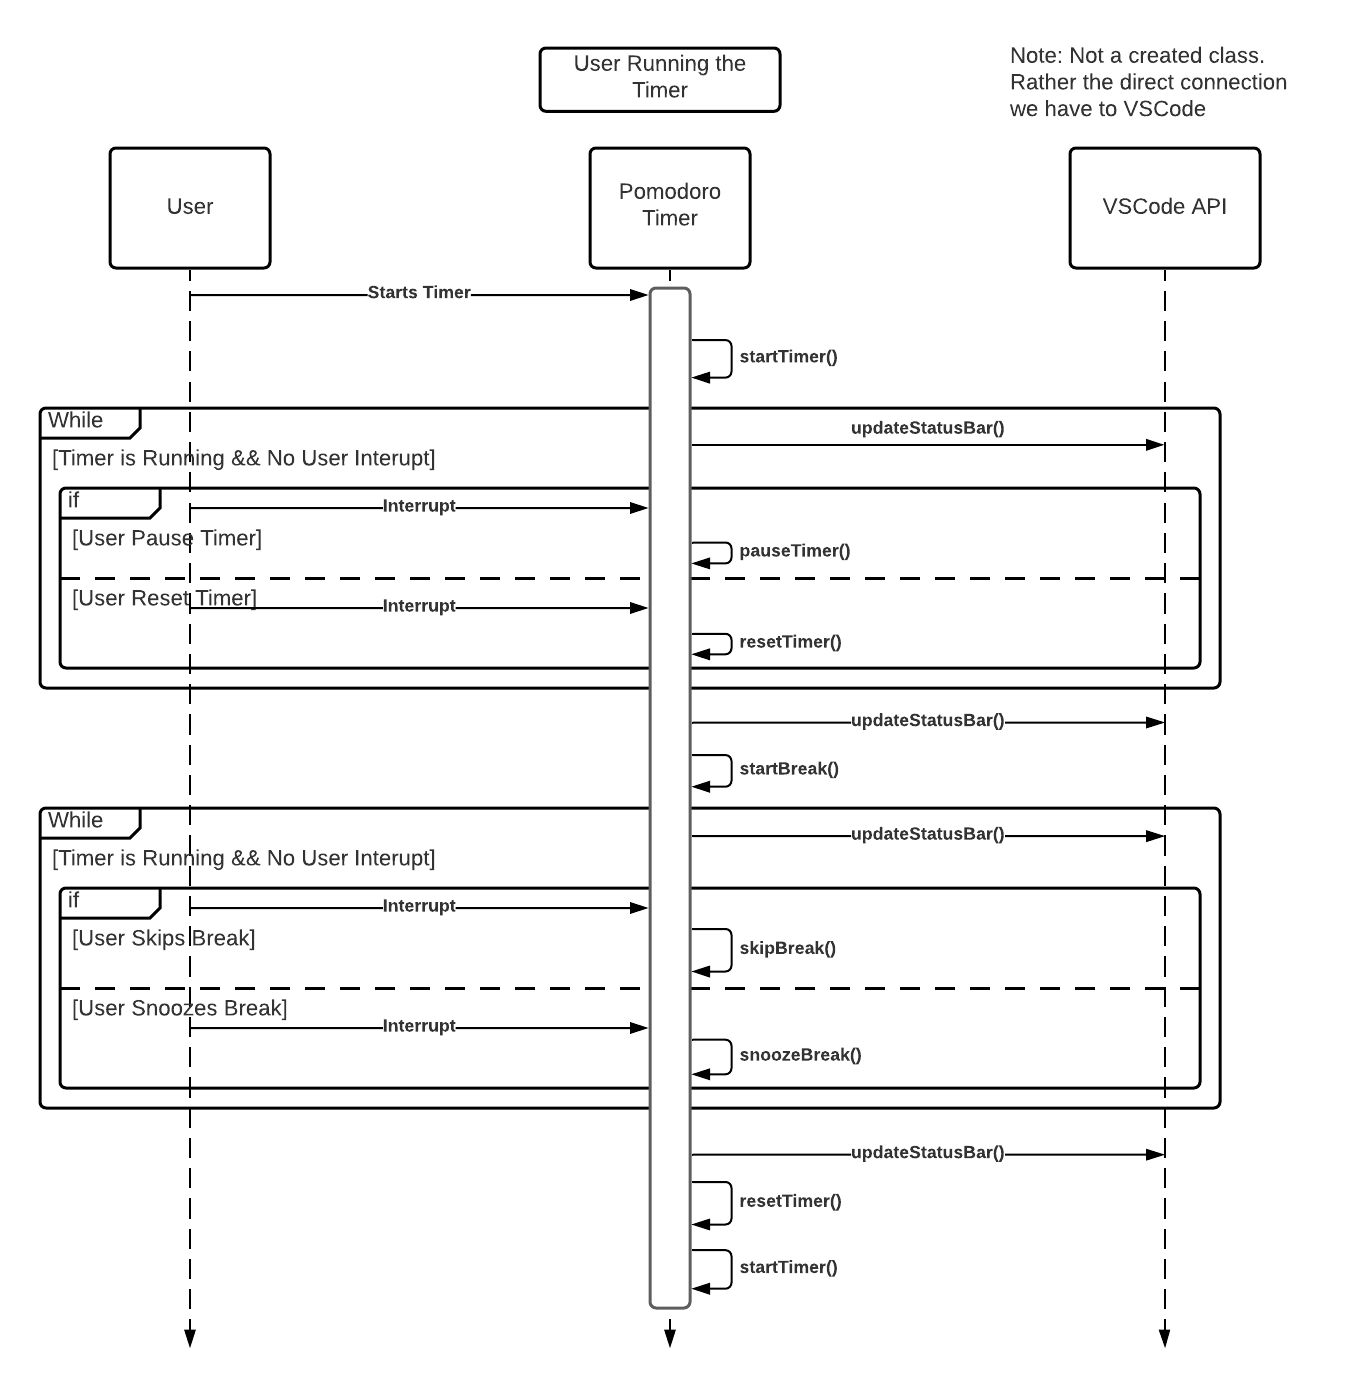 User Running the
Timer
Note: Not a created class.
Rather the direct connection
we have to VSCode
User
Pomodoro
Timer
VSCode API
Starts Timer
startTimer()
While
updateStatusBar()
[Timer is Running && No User Interupt]
if
Interrupt
[User Pause Timer]
pauseTimer()
[User Reset Timer]
Interrupt
resetTimer()
updateStatusBar()
startBreak()
While
updateStatusBar()
[Timer is Running && No User Interupt]
if
Interrupt
[User Skips Break]
skipBreak()
[User Snoozes Break]
Interrupt
snoozeBreak()
updateStatusBar()
resetTimer()
startTimer()